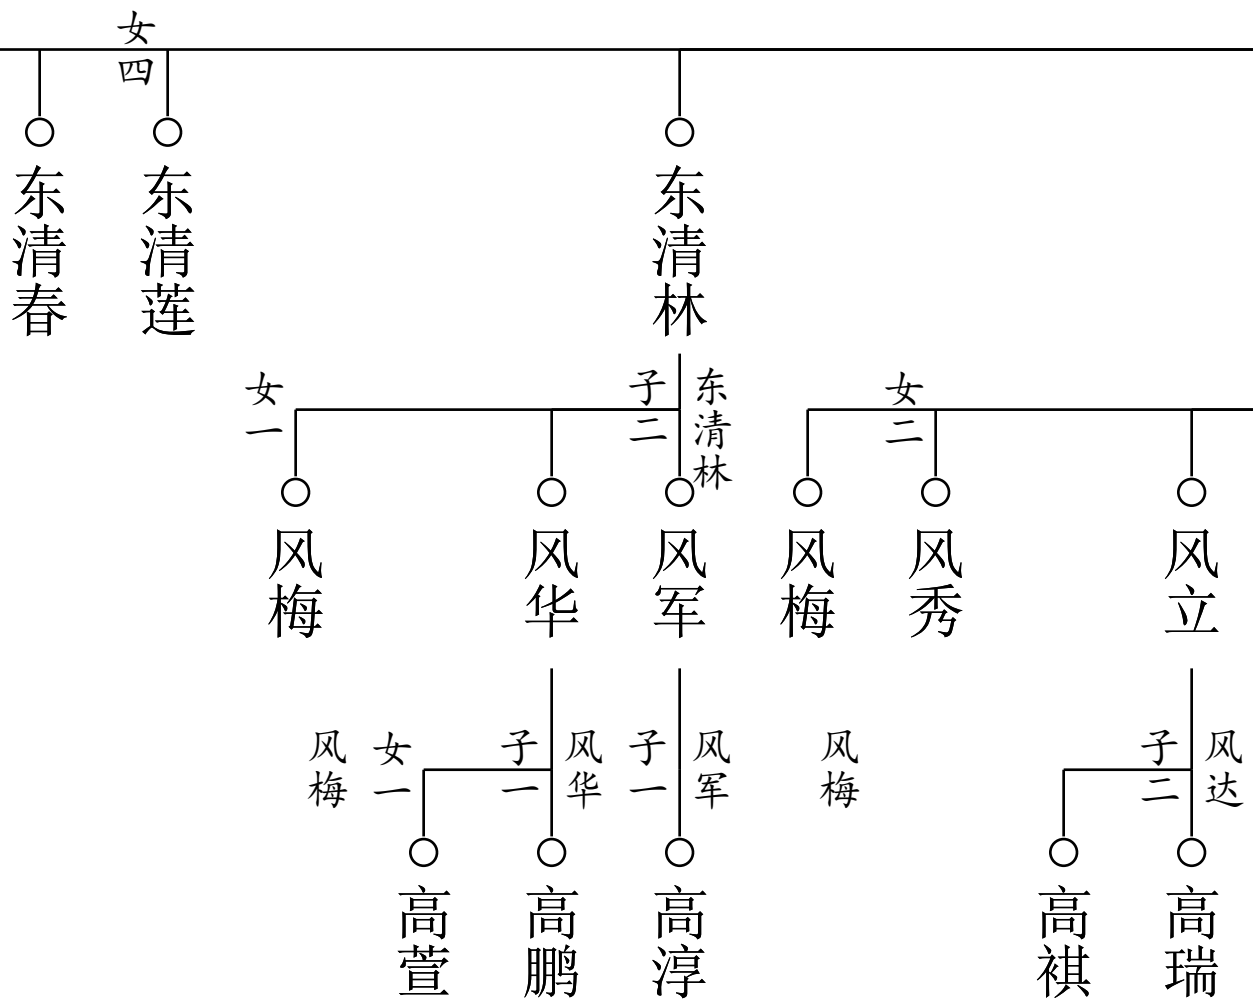 女四
东清春
东清莲
东清林
女一
子二
东清林
女二
风梅
风华
风军
风梅
风秀
风立
风梅
女一
子一
风华
子一
风军
风梅
子二
风达
高萱
高鹏
高淳
高祺
高瑞